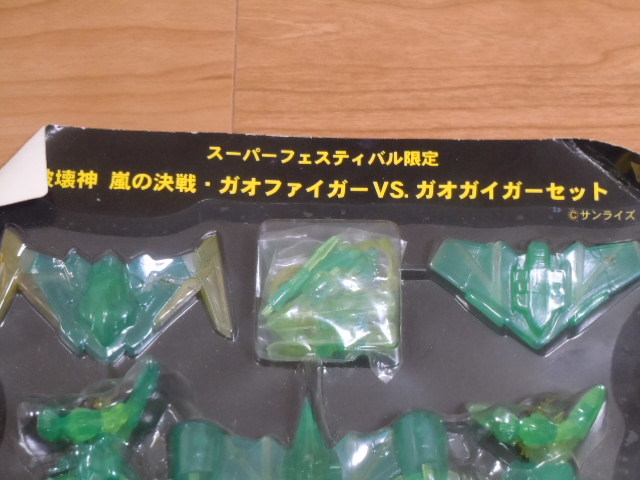 スーパーフェスティバル限定
壊神 嵐の決戦・ガオファイガーVS.ガオガイガーセット
©サンライズ